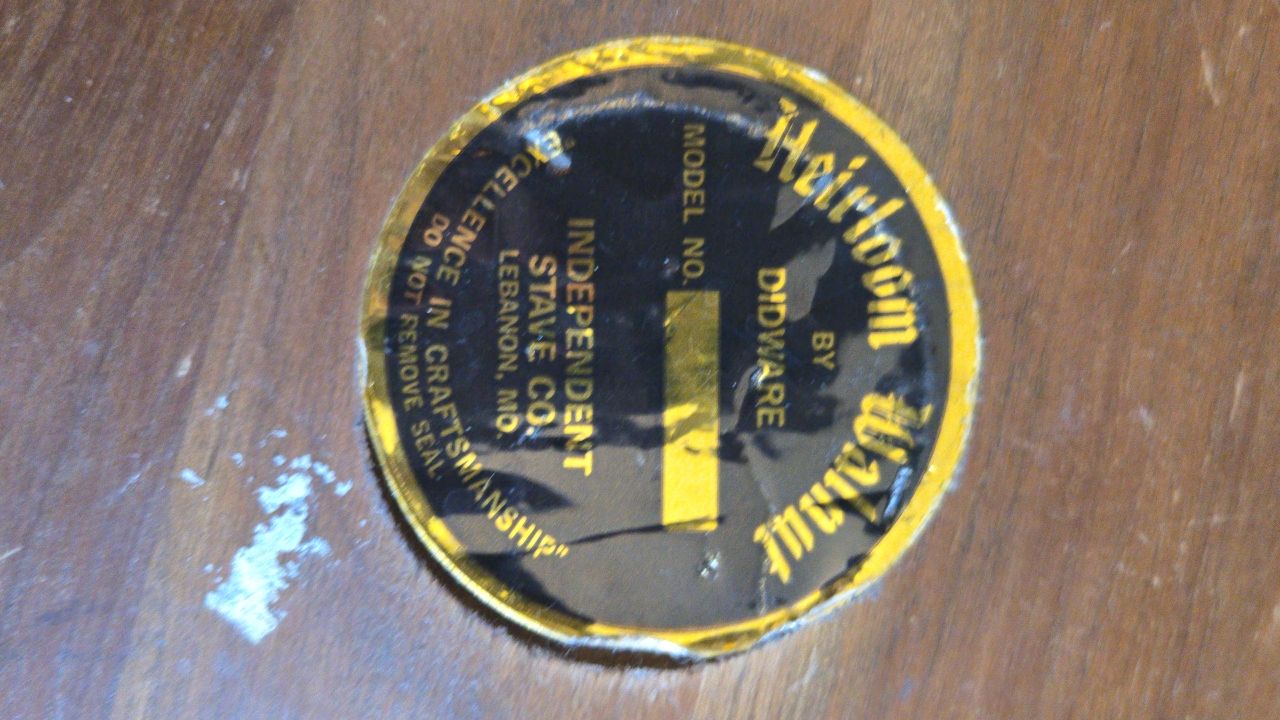 Heirloom Walnut
BY
DIDWARE
MODEL NO.
INDEPENDENT
STAVE CO.
LEBANON, MO.
"EXCELLENCE IN CRAFTSMANSHIP"
DO NOT REMOVE SEAL